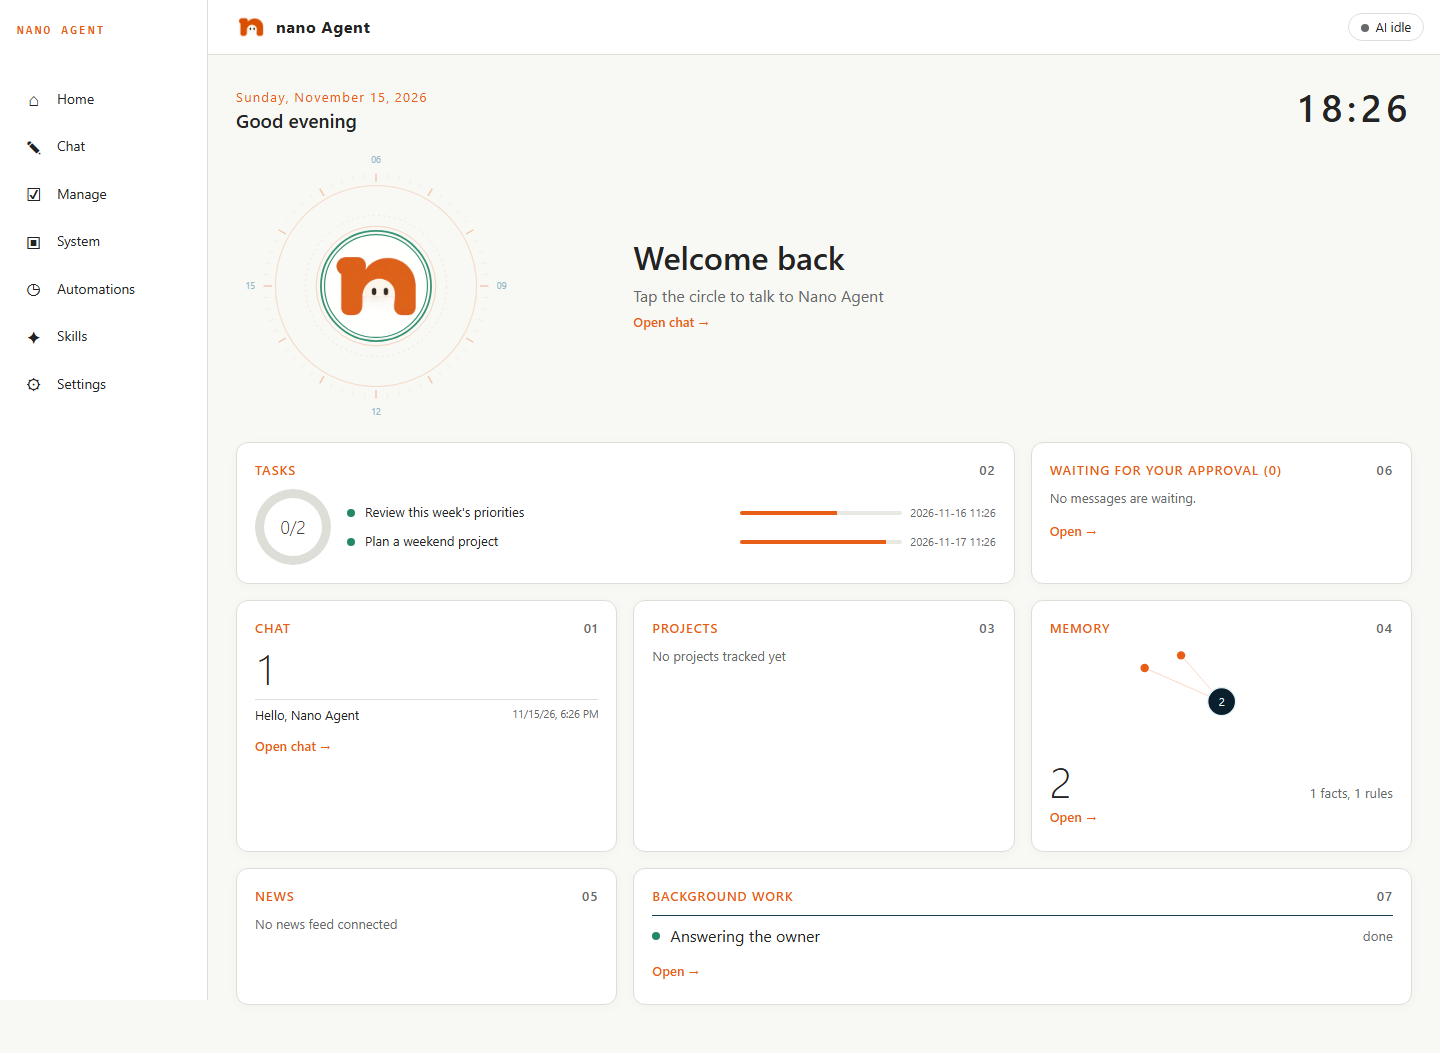 NANO AGENT
Home
Chat
Manage
System
Automations
Skills
Settings
nano Agent
AI idle
Sunday, November 15, 2026
Good evening
18:26
06
15
09
12
Welcome back
Tap the circle to talk to Nano Agent
Open chat →
TASKS 02
0/2
Review this week's priorities 2026-11-16 11:26
Plan a weekend project 2026-11-17 11:26
WAITING FOR YOUR APPROVAL (0) 06
No messages are waiting.
Open →
CHAT 01
1
Hello, Nano Agent 11/15/26, 6:26 PM
Open chat →
PROJECTS 03
No projects tracked yet
MEMORY 04
2
2 1 facts, 1 rules
Open →
NEWS 05
No news feed connected
BACKGROUND WORK 07
Answering the owner done
Open →